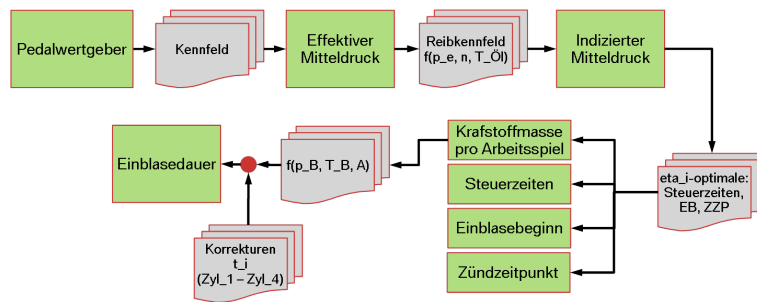 Pedalwertgeber
Kennfeld
Effektiver
Mitteldruck
Reibkennfeld
f(p_e, n, T_Öl)
Indizierter
Mitteldruck
Einblasedauer
f(p_B, T_B, A)
Krafstoffmasse
pro Arbeitsspiel
Steuerzeiten
Einblasebeginn
Zündzeitpunkt
eta_i-optimale:
Steuerzeiten,
EB, ZZP
Korrekturen
t_i
(Zyl_1 – Zyl_4)